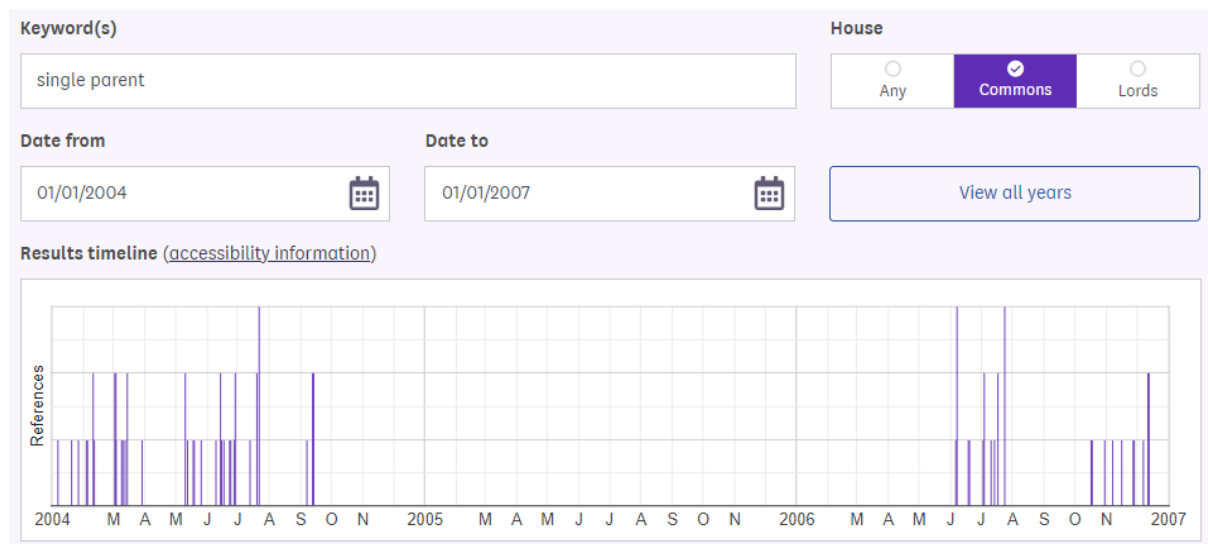 Keyword(s)
House
single parent
Any
Commons
Lords
Date from
Date to
01/01/2004
01/01/2007
View all years
Results timeline (accessibility information)
References
2004 M A M J J A S O N 2005 M A M J J A S O N 2006 M A M J J A S O N 2007